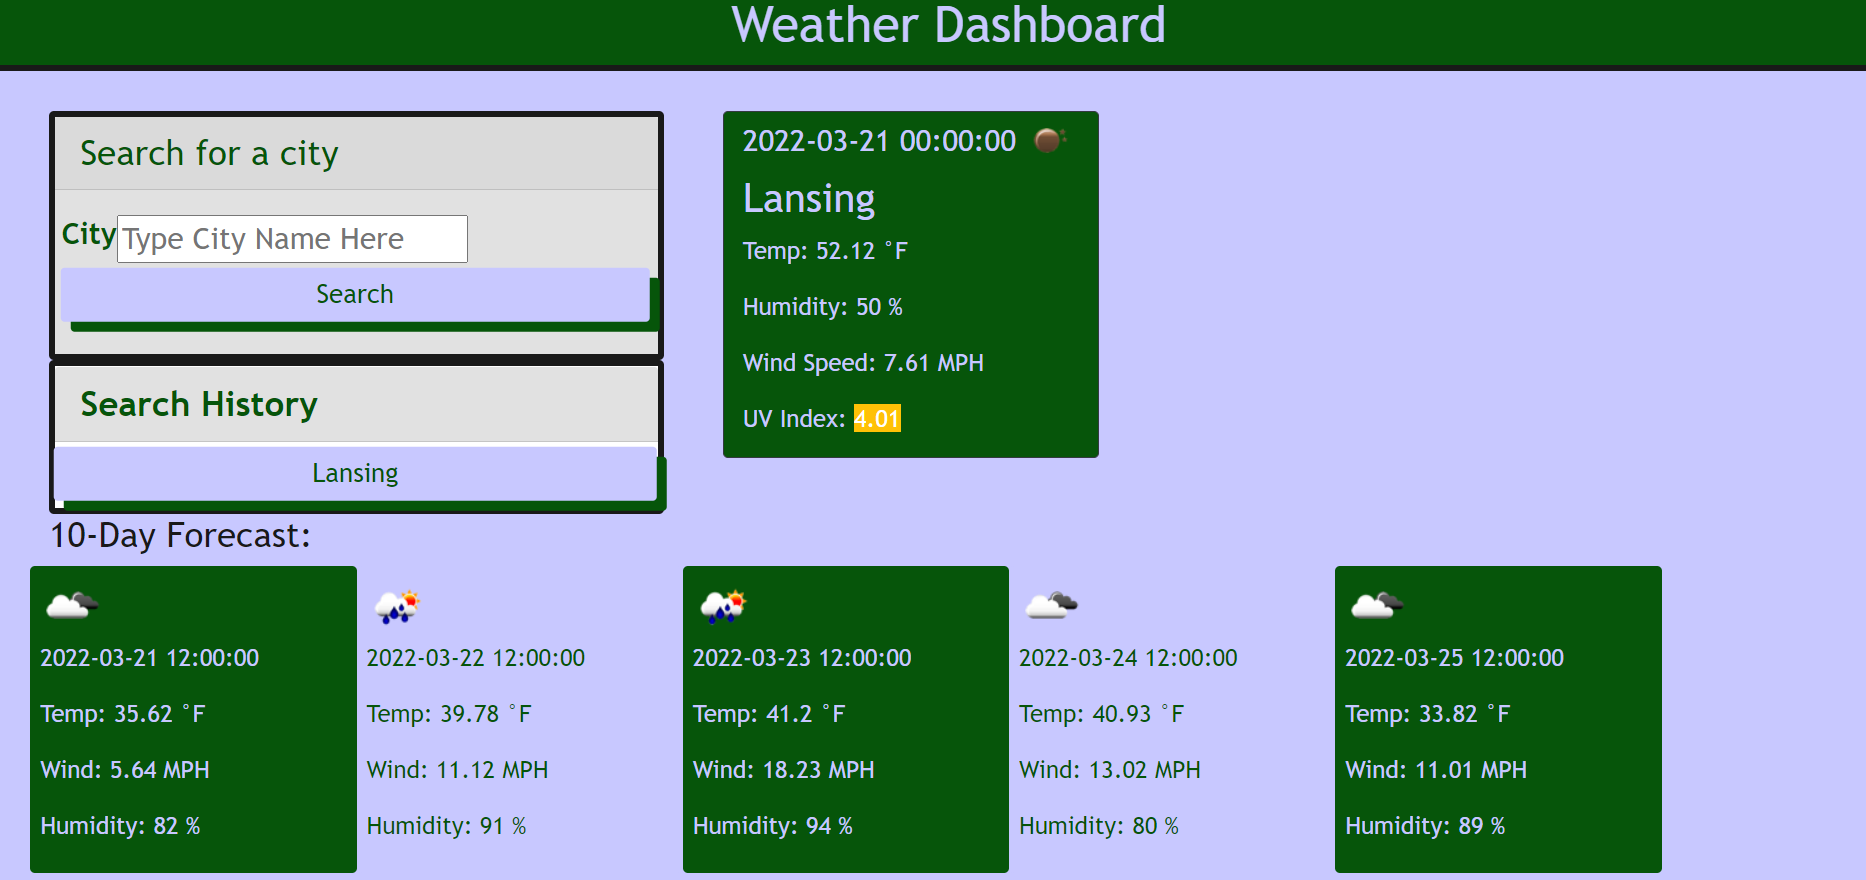 Weather Dashboard
Search for a city
City Type City Name Here
Search
Search History
Lansing
2022-03-21 00:00:00
Lansing
Temp: 52.12 °F
Humidity: 50 %
Wind Speed: 7.61 MPH
UV Index: 4.01
10-Day Forecast:
2022-03-21 12:00:00
Temp: 35.62 °F
Wind: 5.64 MPH
Humidity: 82 %
2022-03-22 12:00:00
Temp: 39.78 °F
Wind: 11.12 MPH
Humidity: 91 %
2022-03-23 12:00:00
Temp: 41.2 °F
Wind: 18.23 MPH
Humidity: 94 %
2022-03-24 12:00:00
Temp: 40.93 °F
Wind: 13.02 MPH
Humidity: 80 %
2022-03-25 12:00:00
Temp: 33.82 °F
Wind: 11.01 MPH
Humidity: 89 %